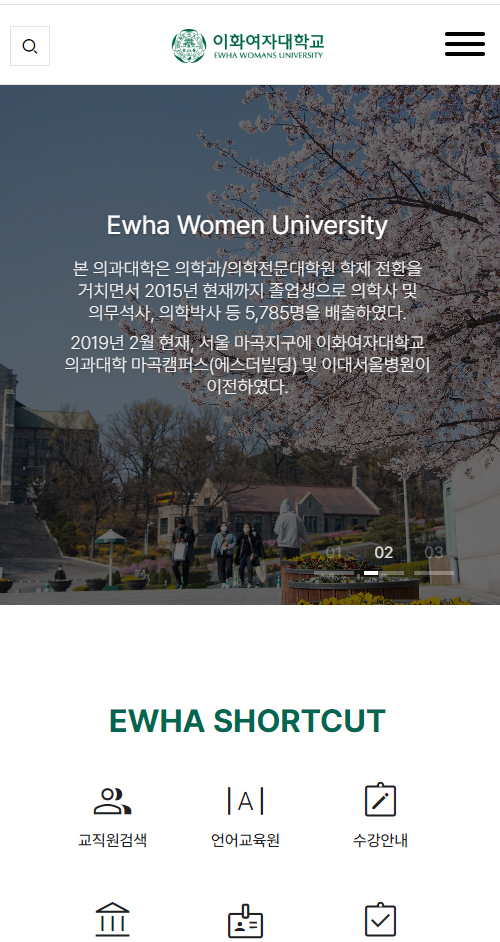 이화여자대학교
EWHA WOMANS UNIVERSITY
Ewha Women University
본 의과대학은 의학과/의학전문대학원 학제 전환을
거치면서 2015년 현재까지 졸업생으로 의학사 및
의무석사, 의학박사 등 5,785명을 배출하였다.
2019년 2월 현재, 서울 마곡지구에 이화여자대학교
의과대학 마곡캠퍼스(에스더빌딩) 및 이대서울병원이
이전하였다.
01 02 03
EWHA SHORTCUT
교직원검색 언어교육원 수강안내